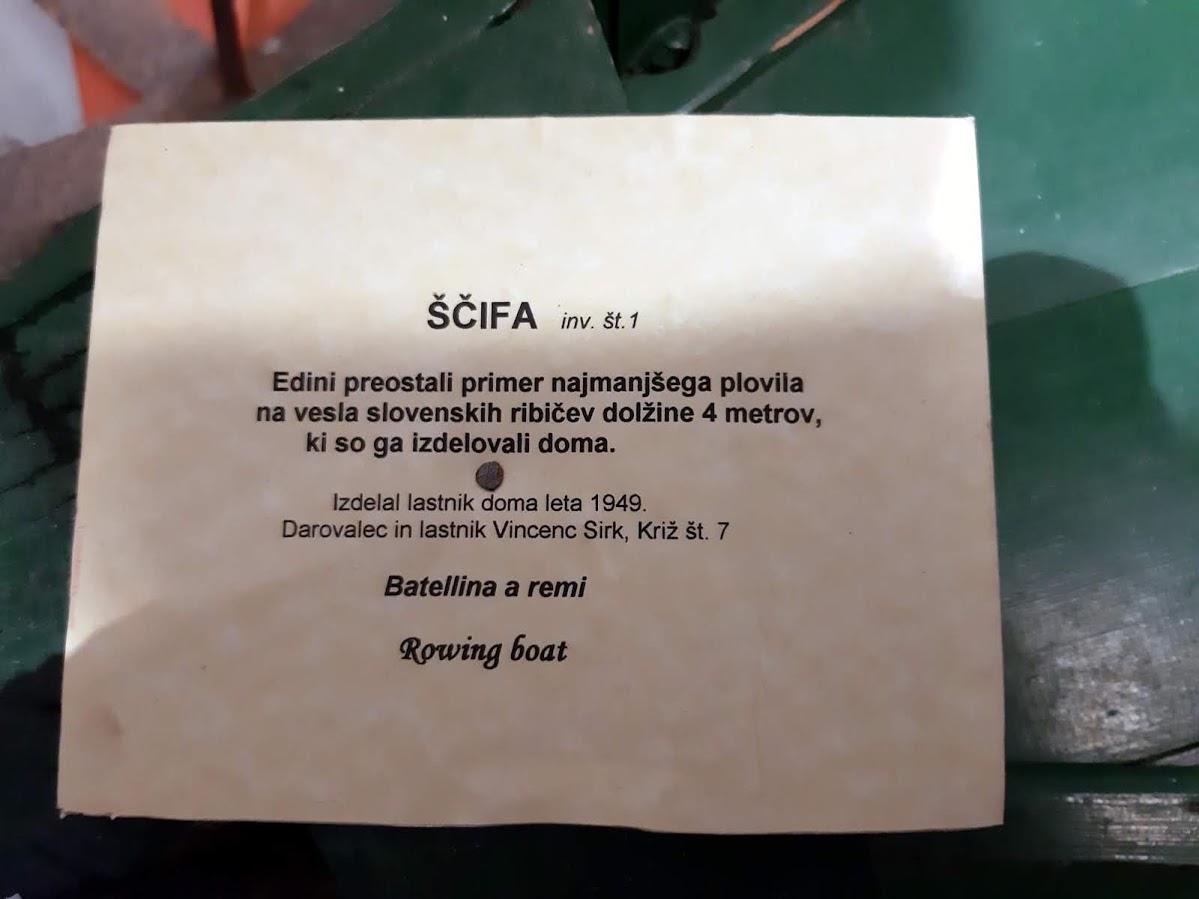 ŠČIFA inv. št.1
Edini preostali primer najmanjšega plovila
na vesla slovenskih ribičev dolžine 4 metrov,
ki so ga izdelovali doma.
Izdelal lastnik doma leta 1949.
Darovalec in lastnik Vincenc Sirk, Križ št. 7
Batellina a remi
Rowing boat